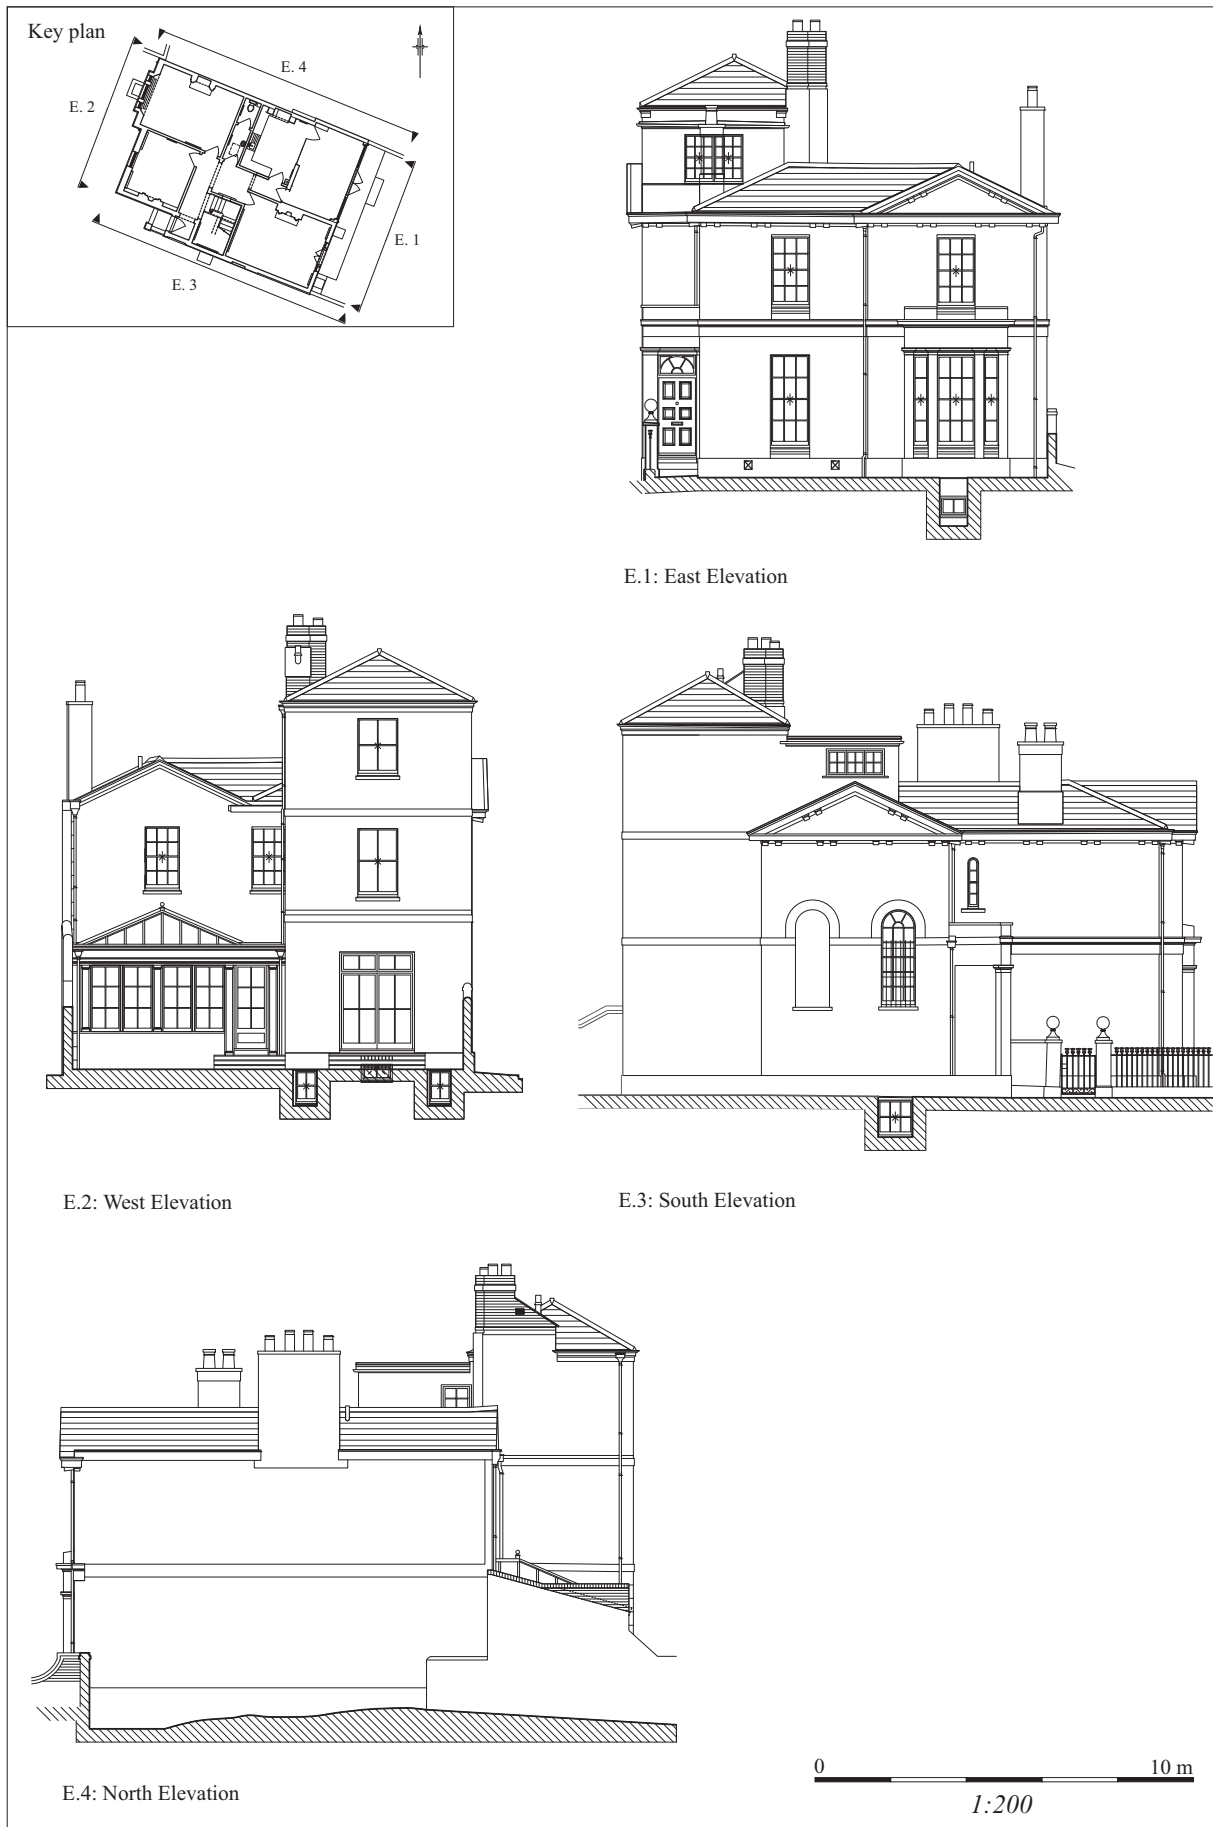 Key plan
E. 4
E. 2
E. 1
E. 3
E.1: East Elevation
E.2: West Elevation
E.3: South Elevation
E.4: North Elevation
0 10 m
1:200